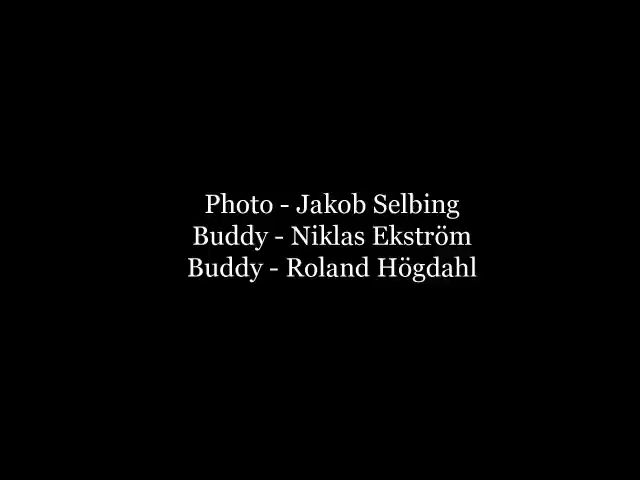 Photo - Jakob Selbing
Buddy - Niklas Ekström
Buddy - Roland Högdahl